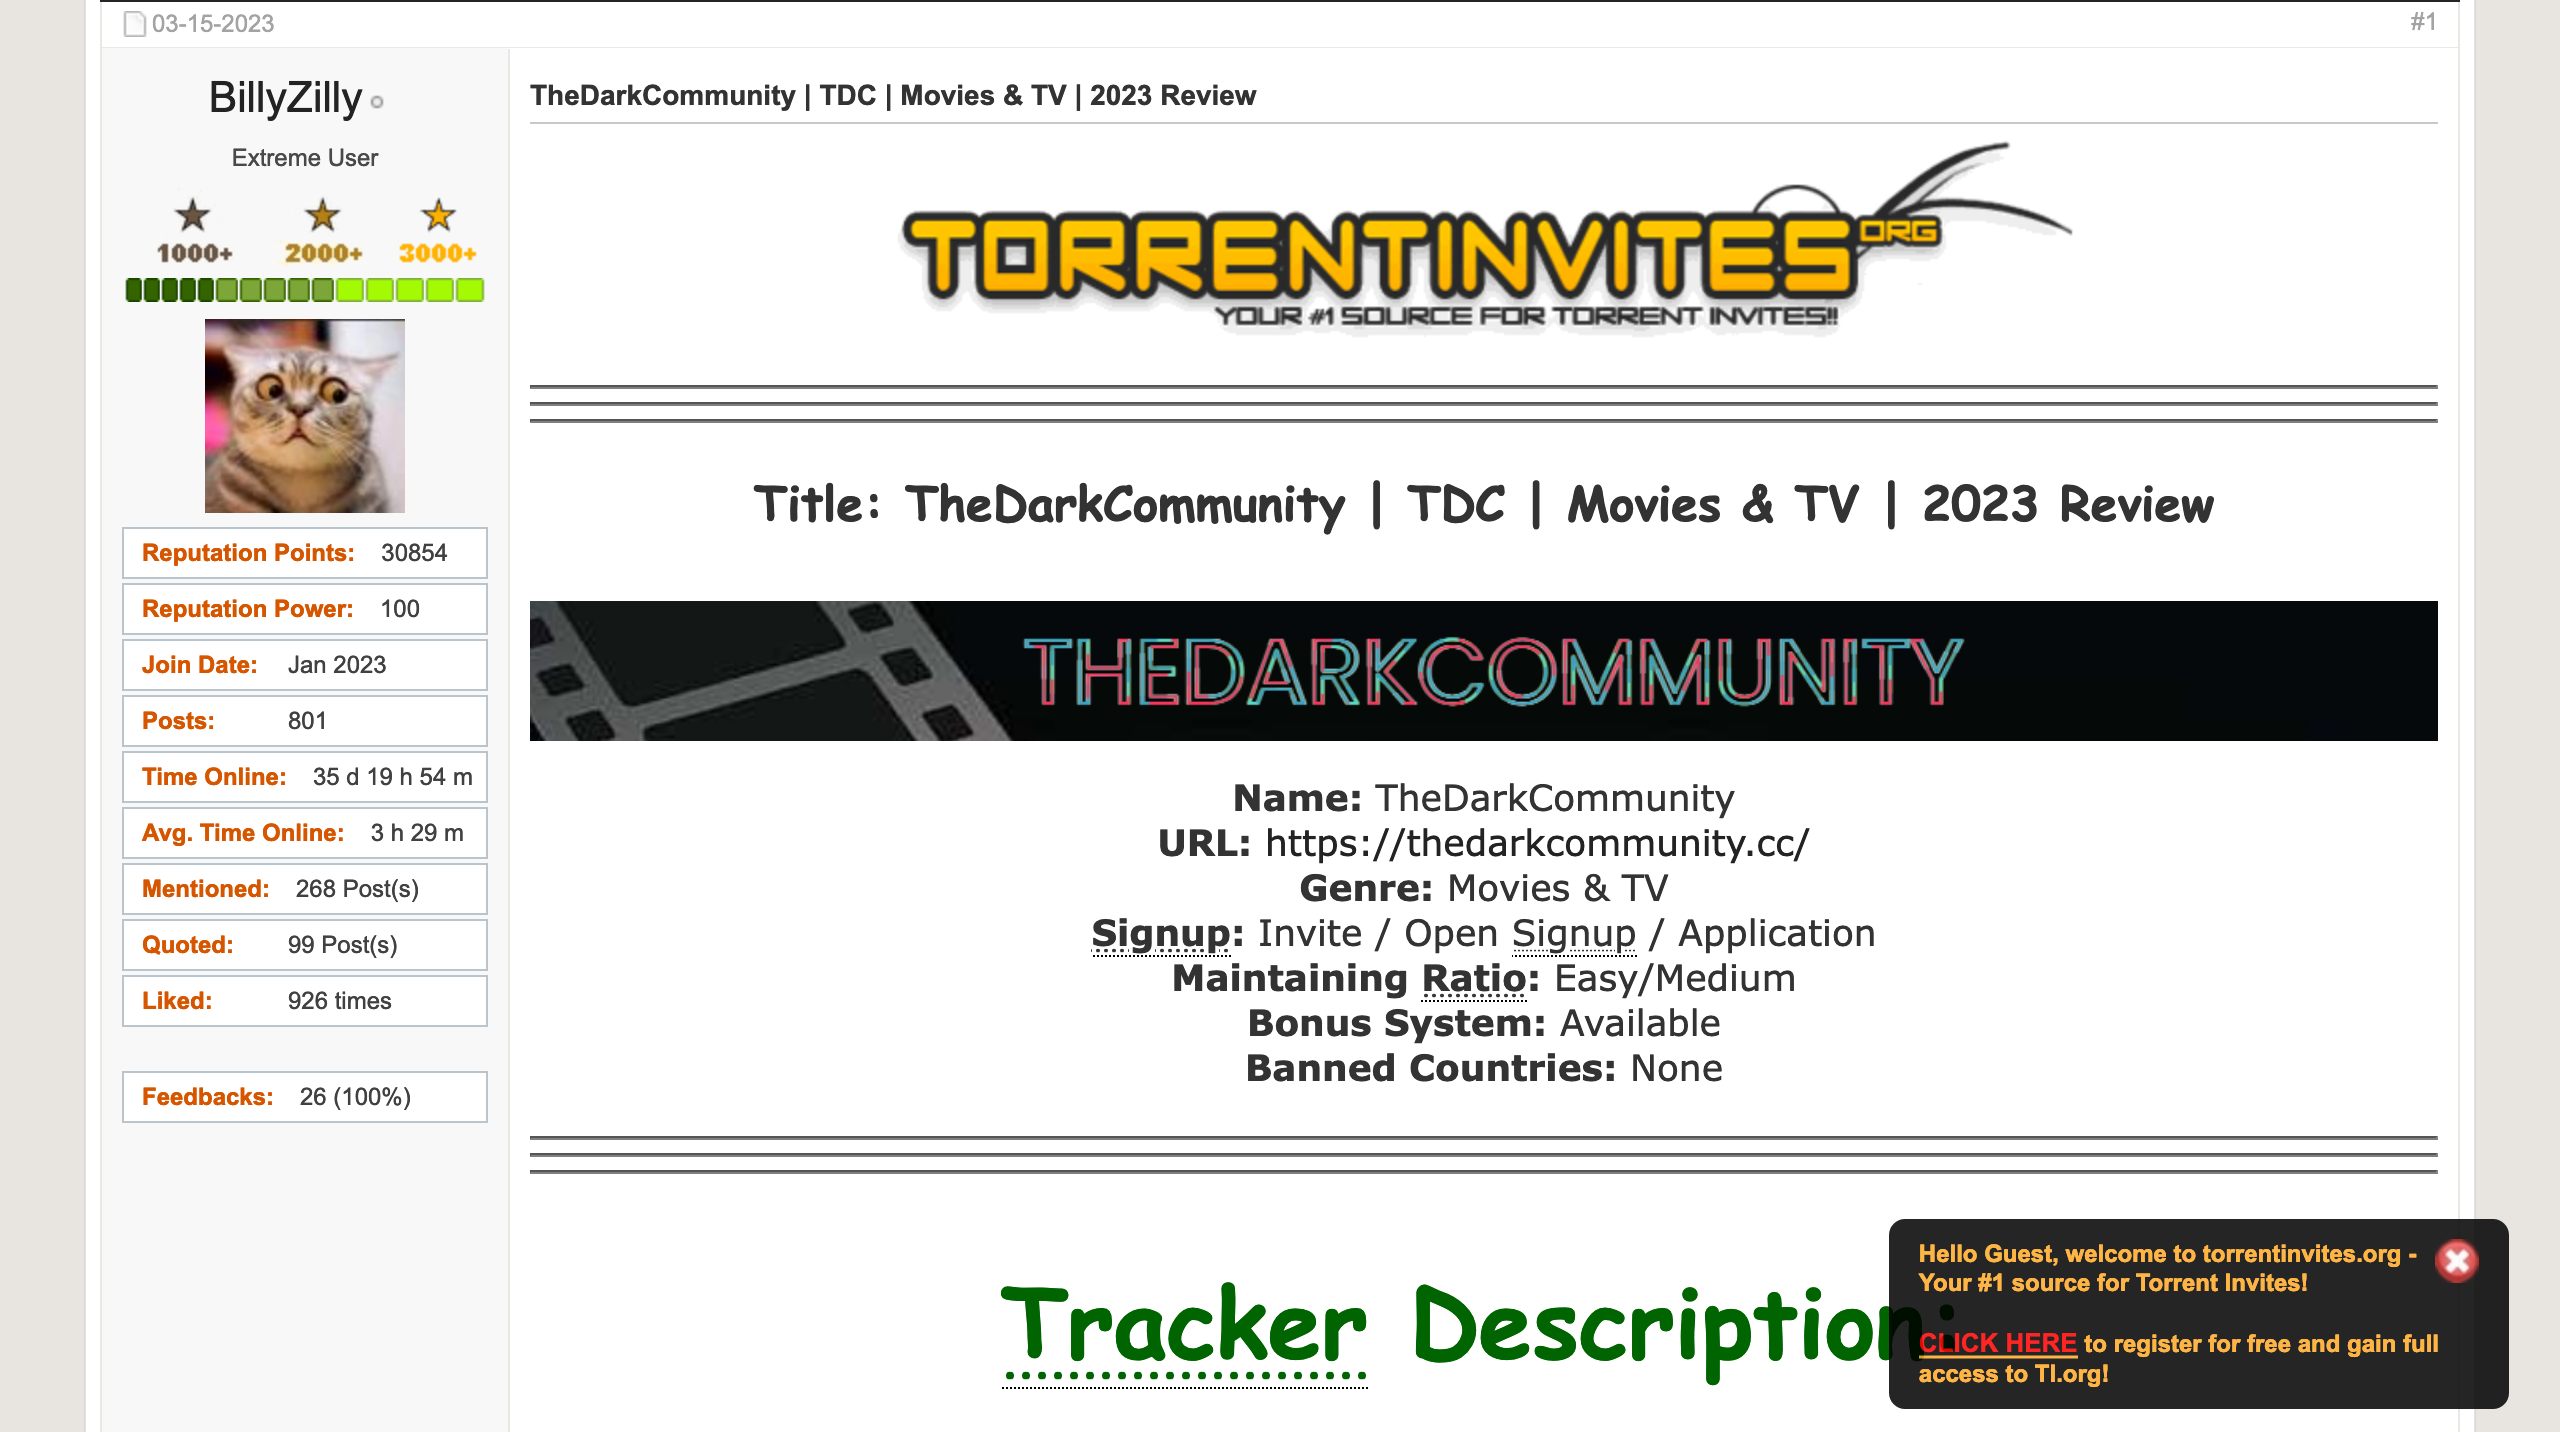 03-15-2023
#1
BillyZilly
Extreme User
1000+ 2000+ 3000+
Reputation Points: 30854
Reputation Power: 100
Join Date: Jan 2023
Posts: 801
Time Online: 35 d 19 h 54 m
Avg. Time Online: 3 h 29 m
Mentioned: 268 Post(s)
Quoted: 99 Post(s)
Liked: 926 times
Feedbacks: 26 (100%)
TheDarkCommunity | TDC | Movies & TV | 2023 Review
TORRENTINVITES ORG
YOUR #1 SOURCE FOR TORRENT INVITES!!
Title: TheDarkCommunity | TDC | Movies & TV | 2023 Review
THEDARKCOMMUNITY
Name: TheDarkCommunity
URL: https://thedarkcommunity.cc/
Genre: Movies & TV
Signup: Invite / Open Signup / Application
Maintaining Ratio: Easy/Medium
Bonus System: Available
Banned Countries: None
Tracker Description:
Hello Guest, welcome to torrentinvites.org -
Your #1 source for Torrent Invites!
CLICK HERE to register for free and gain full
access to TI.org!